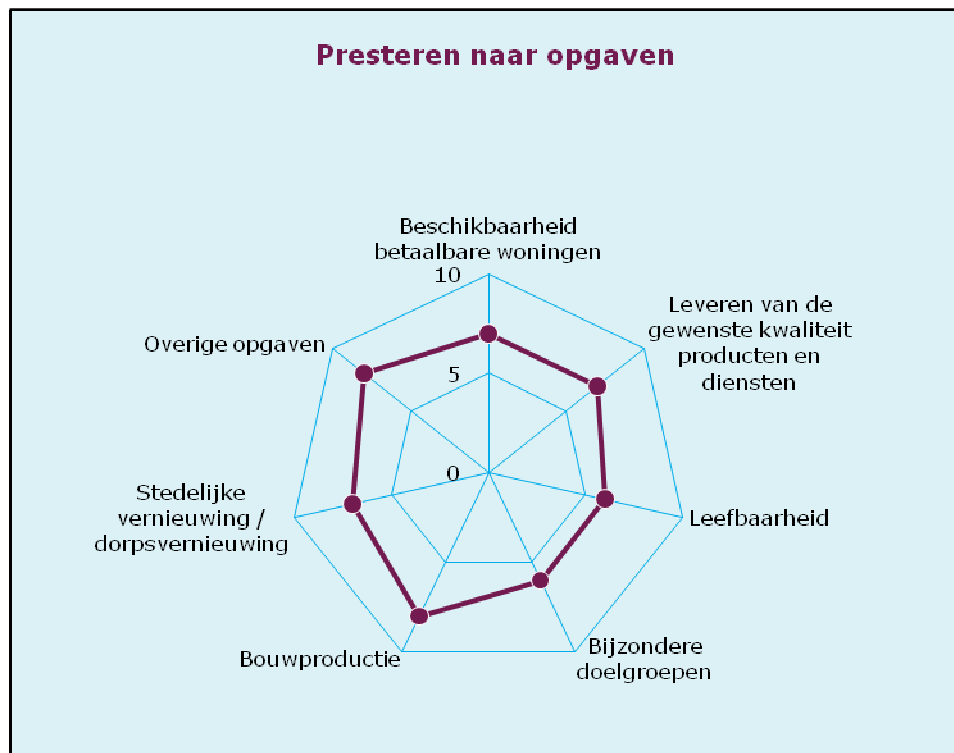 Presteren naar opgaven
Beschikbaarheid
betaalbare woningen
10
Leveren van de
gewenste kwaliteit
producten en
diensten
Overige opgaven
5
0
Stedelijke
vernieuwing /
dorpsvernieuwing
Leefbaarheid
Bouwproductie
Bijzondere
doelgroepen